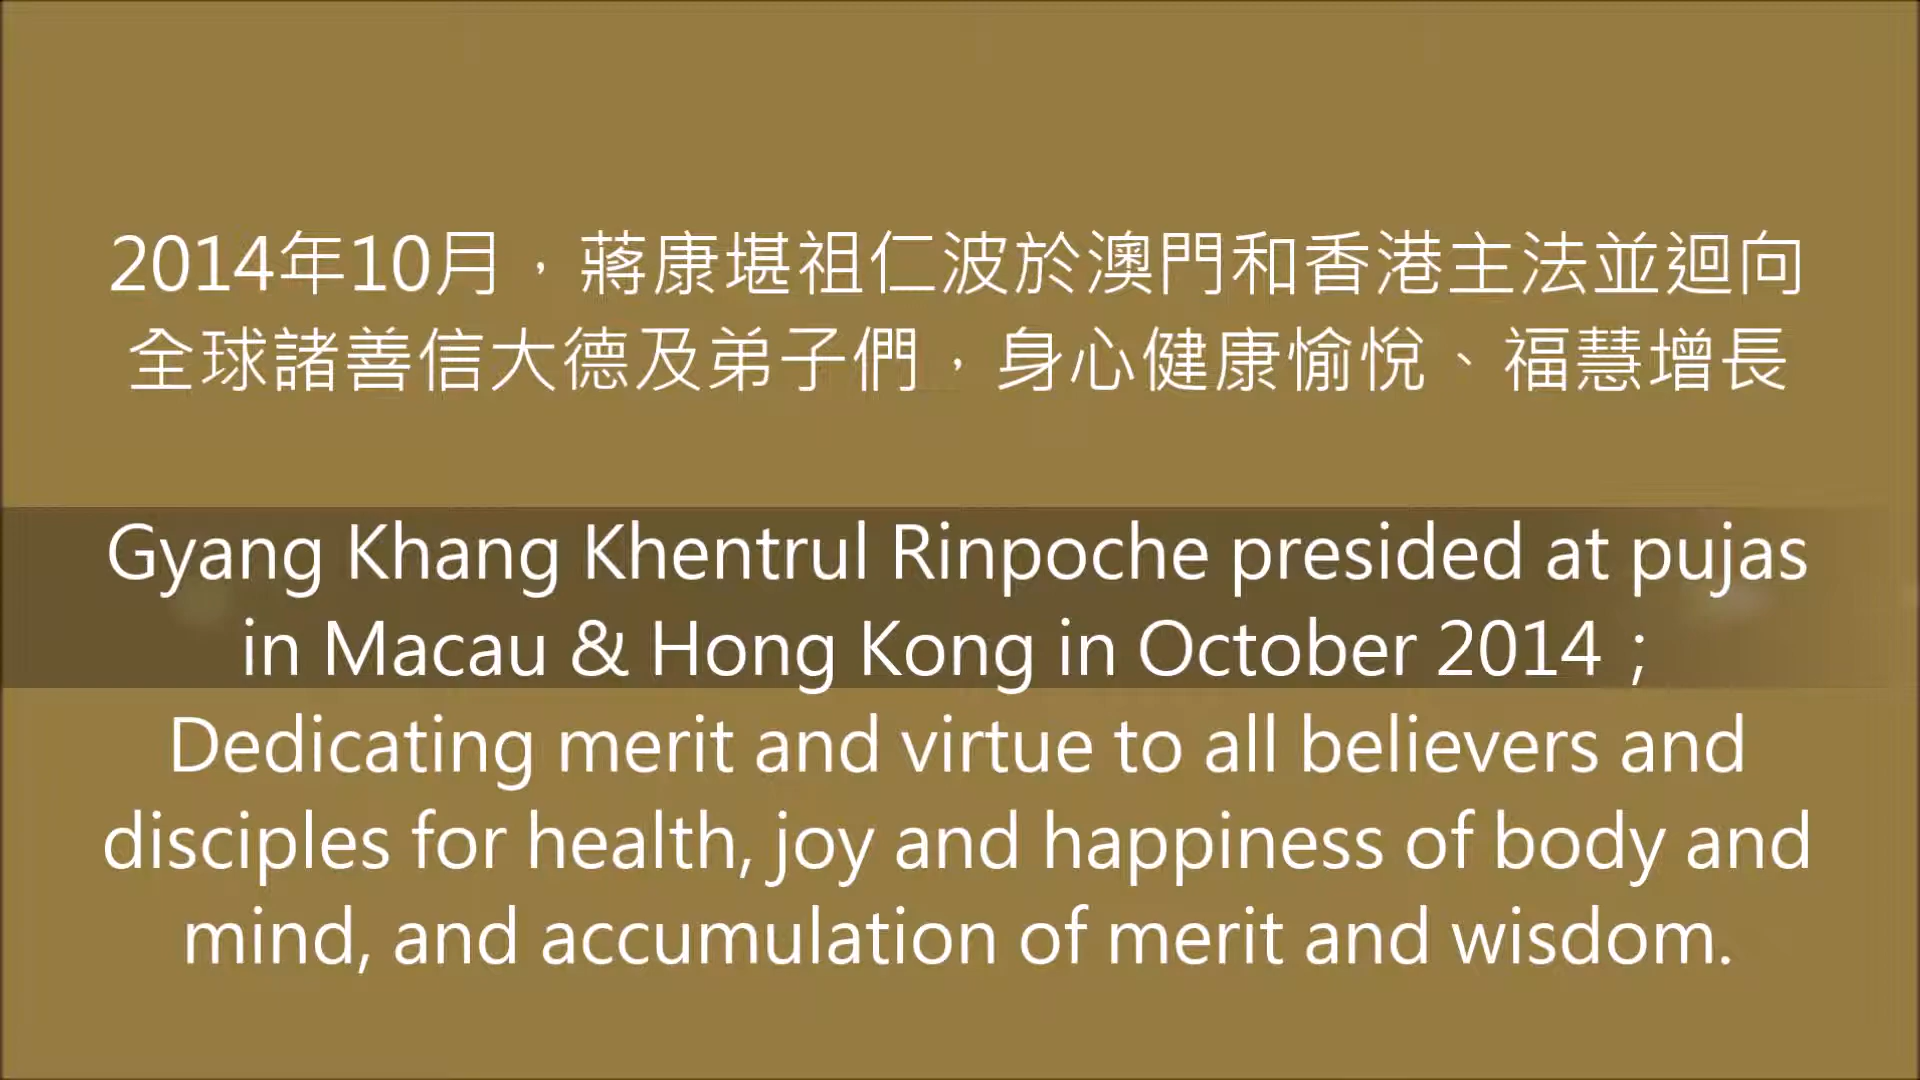 2014年10月，蔣康堪祖仁波於澳門和香港主法並迴向
全球諸善信大德及弟子們，身心健康愉悅、福慧增長
Gyang Khang Khentrul Rinpoche presided at pujas
in Macau & Hong Kong in October 2014；
Dedicating merit and virtue to all believers and
disciples for health, joy and happiness of body and
mind, and accumulation of merit and wisdom.